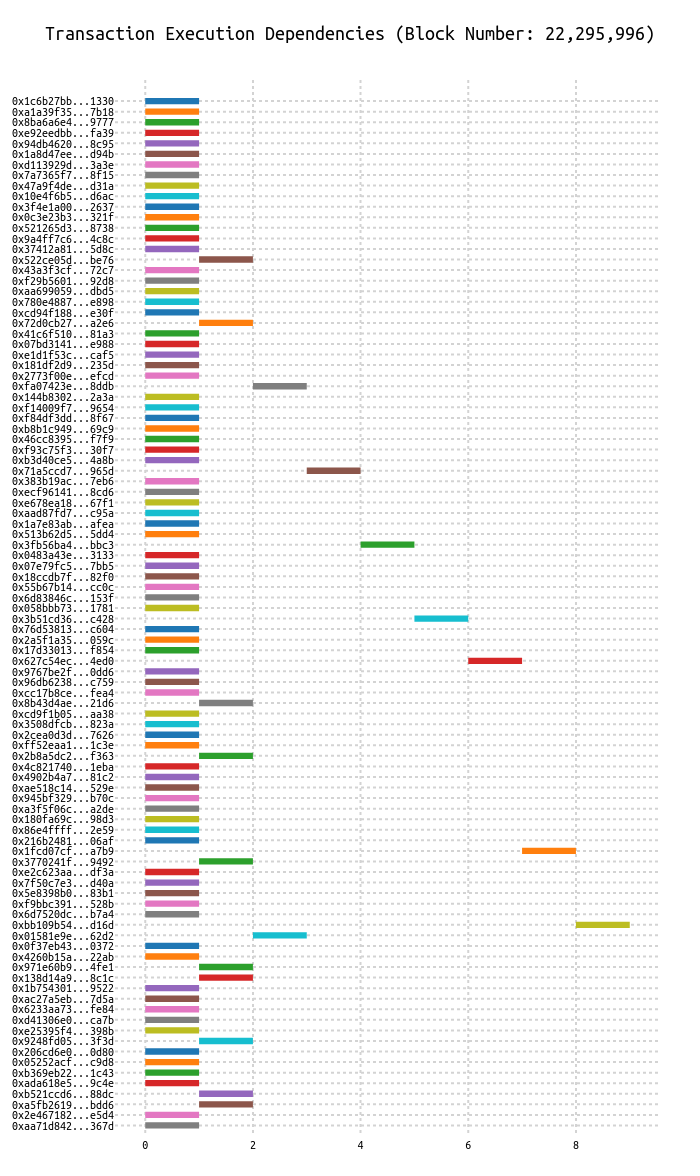 Transaction Execution Dependencies (Block Number: 22,295,996)
0x1c6b27bb...1330
0xa1a39f35...7b18
0x8ba6a6e4...9777
0xe92eedbb...fa39
0x94db4620...8c95
0x1a8d47ee...d94b
0xd113929d...3a3e
0x7a7365f7...8f15
0x47a9f4de...d31a
0x10e4f6b5...d6ac
0x3f4e1a00...2637
0x0c3e23b3...321f
0x521265d3...8738
0x9a4ff7c6...4c8c
0x37412a81...5d8c
0x522ce05d...be76
0x43a3f3cf...72c7
0xf29b5601...92d8
0xaa699059...dbd5
0x780e4887...e898
0xcd94f188...e30f
0x72d0cb27...a2e6
0x41c6f510...81a3
0x07bd3141...e988
0xe1d1f53c...caf5
0x181df2d9...235d
0x2773f00e...efcd
0xfa07423e...8ddb
0x144b8302...2a3a
0xf14009f7...9654
0xf84df3dd...8f67
0xb8b1c949...69c9
0x46cc8395...f7f9
0xf93c75f3...30f7
0xb3d40ce5...4a8b
0x71a5ccd7...965d
0x383b19ac...7eb6
0xecf96141...8cd6
0xe678ea18...67f1
0xaad87fd7...c95a
0x1a7e83ab...afea
0x513b62d5...5dd4
0x3fb56ba4...bbc3
0x0483a43e...3133
0x07e79fc5...7bb5
0x18ccdb7f...82f0
0x55b67b14...cc0c
0x6d83846c...153f
0x058bbb73...1781
0x3b51cd36...c428
0x76d53813...c604
0x2a5f1a35...059c
0x17d33013...f854
0x627c54ec...4ed0
0x9767be2f...0dd6
0x96db6238...c759
0xcc17b8ce...fea4
0x8b43d4ae...21d6
0xcd9f1b05...aa38
0x3508dfcb...823a
0x2cea0d3d...7626
0xff52eaa1...1c3e
0x2b8a5dc2...f363
0x4c821740...1eba
0x4902b4a7...81c2
0xae518c14...529e
0x945bf329...b70c
0xa3f5f06c...a2de
0x180fa69c...98d3
0x86e4ffff...2e59
0x216b2481...06af
0x1fcd07cf...a7b9
0x3770241f...9492
0xe2c623aa...df3a
0x7f50c7e3...d40a
0x5e8398b0...83b1
0xf9bbc391...528b
0x6d7520dc...b7a4
0xbb109b54...d16d
0x01581e9e...62d2
0x0f37eb43...0372
0x4260b15a...22ab
0x971e60b9...4fe1
0x138d14a9...8c1c
0x1b754301...9522
0xac27a5eb...7d5a
0x6233aa73...fe84
0xd41306e0...ca7b
0xe25395f4...398b
0x9248fd05...3f3d
0x206cd6e0...0d80
0x05252acf...c9d8
0xb369eb22...1c43
0xada618e5...9c4e
0xb521ccd6...88dc
0xa5fb2619...bdd6
0x2e467182...e5d4
0xaa71d842...367d
0 2 4 6 8